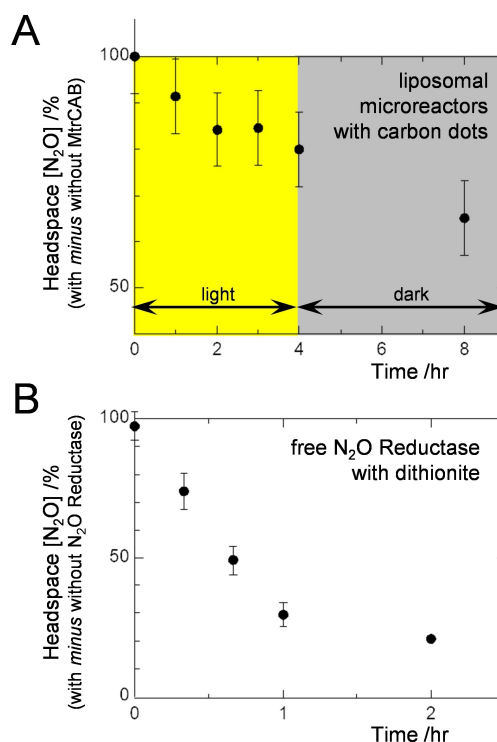 A
Headspace [N₂O] /%
(with minus without MtrCAB)
100
50
liposomal
microreactors
with carbon dots
light
dark
0
2
4
6
8
Time /hr
B
Headspace [N₂O] /%
(with minus without N₂O Reductase)
100
50
0
free N₂O Reductase
with dithionite
0
1
2
Time /hr